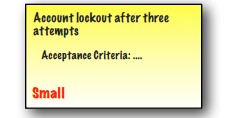 Account lockout after three
attempts
Acceptance Criteria: ....
Small